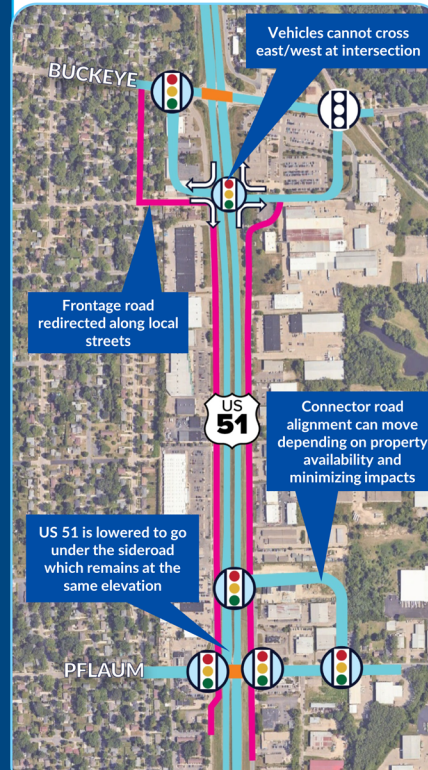 Vehicles cannot cross
east/west at intersection
BUCKEYE
Frontage road
redirected along local
streets
US
51
Connector road
alignment can move
depending on property
availability and
minimizing impacts
US 51 is lowered to go
under the sideroad
which remains at the
same elevation
PFLAUM